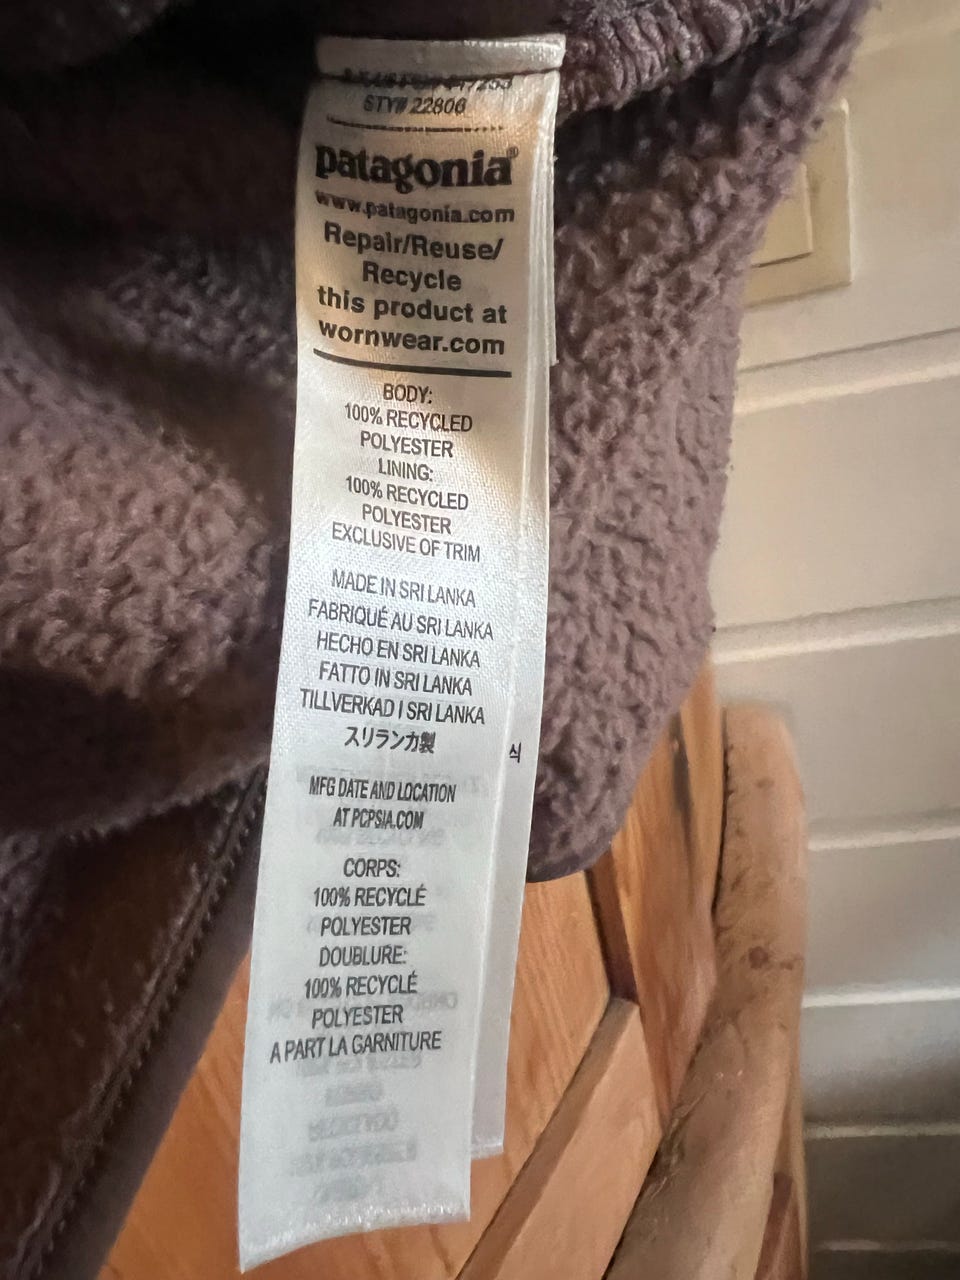 STY# 22806
patagonia®
www.patagonia.com
Repair/Reuse/
Recycle
this product at
wornwear.com
BODY:
100% RECYCLED
POLYESTER
LINING:
100% RECYCLED
POLYESTER
EXCLUSIVE OF TRIM
MADE IN SRI LANKA
FABRIQUÉ AU SRI LANKA
HECHO EN SRI LANKA
FATTO IN SRI LANKA
TILLVERKAD I SRI LANKA
スリランカ製
MFG DATE AND LOCATION
AT PCPSIA.COM
CORPS:
100% RECYCLÉ
POLYESTER
DOUBLURE:
100% RECYCLÉ
POLYESTER
A PART LA GARNITURE